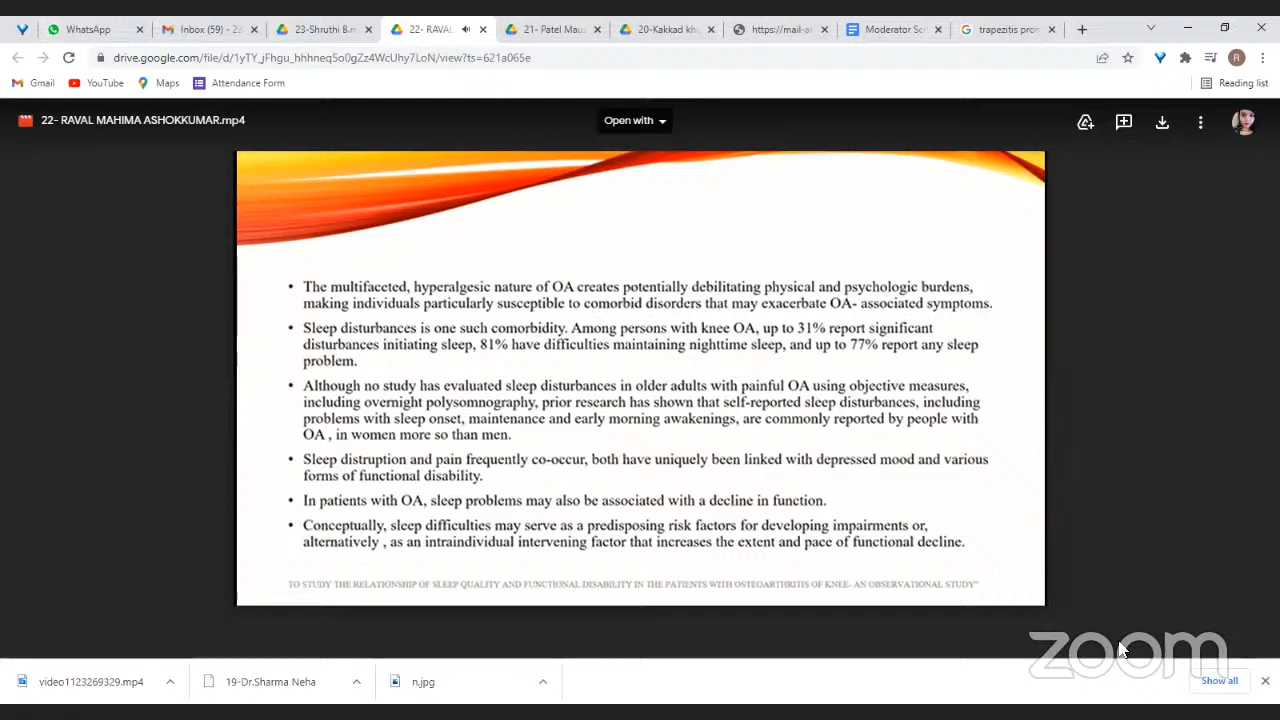 WhatsApp
Inbox (59) - 23
23-Shruthi B.m
22- RAVAL
21- Patel Maus
20-Kakkad khu
https://mail-at
Moderator Scr
trapezitis pro
drive.google.com/file/d/1yTY_jFhgu_hhhneq5o0gZz4WcUhy7LoN/view?ts=621a065e
R
Gmail
YouTube
Maps
Attendance Form
Reading list
22- RAVAL MAHIMA ASHOKKUMAR.mp4
Open with
• The multifaceted, hyperalgesic nature of OA creates potentially debilitating physical and psychologic burdens,
making individuals particularly susceptible to comorbid disorders that may exacerbate OA- associated symptoms.
• Sleep disturbances is one such comorbidity. Among persons with knee OA, up to 31% report significant
disturbances initiating sleep, 81% have difficulties maintaining nighttime sleep, and up to 77% report any sleep
problem.
• Although no study has evaluated sleep disturbances in older adults with painful OA using objective measures,
including overnight polysomnography, prior research has shown that self-reported sleep disturbances, including
problems with sleep onset, maintenance and early morning awakenings, are commonly reported by people with
OA , in women more so than men.
• Sleep distruption and pain frequently co-occur, both have uniquely been linked with depressed mood and various
forms of functional disability.
• In patients with OA, sleep problems may also be associated with a decline in function.
• Conceptually, sleep difficulties may serve as a predisposing risk factors for developing impairments or,
alternatively , as an intraindividual intervening factor that increases the extent and pace of functional decline.
TO STUDY THE RELATIONSHIP OF SLEEP QUALITY AND FUNCTIONAL DISABILITY IN THE PATIENTS WITH OSTEOARTHRITIS OF KNEE- AN OBSERVATIONAL STUDY"
zoom
video1123269329.mp4
19-Dr.Sharma Neha
n.jpg
Show all